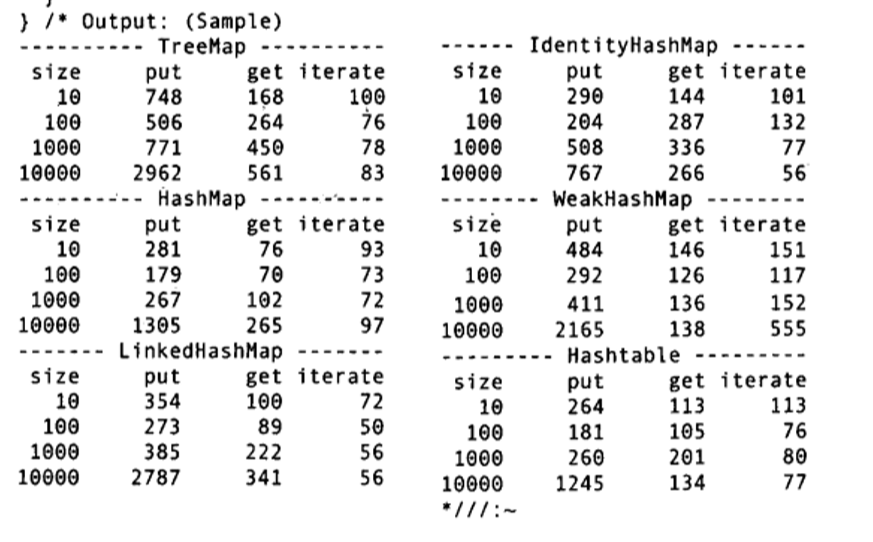 } /* Output: (Sample)
---------- TreeMap ----------
size put get iterate
10 748 168 100
100 506 264 76
1000 771 450 78
10000 2962 561 83
---------- HashMap ----------
size put get iterate
10 281 76 93
100 179 70 73
1000 267 102 72
10000 1305 265 97
------- LinkedHashMap -------
size put get iterate
10 354 100 72
100 273 89 50
1000 385 222 56
10000 2787 341 56
------ IdentityHashMap ------
size put get iterate
10 290 144 101
100 204 287 132
1000 508 336 77
10000 767 266 56
-------- WeakHashMap --------
size put get iterate
10 484 146 151
100 292 126 117
1000 411 136 152
10000 2165 138 555
--------- Hashtable ---------
size put get iterate
10 264 113 113
100 181 105 76
1000 260 201 80
10000 1245 134 77
*///:~